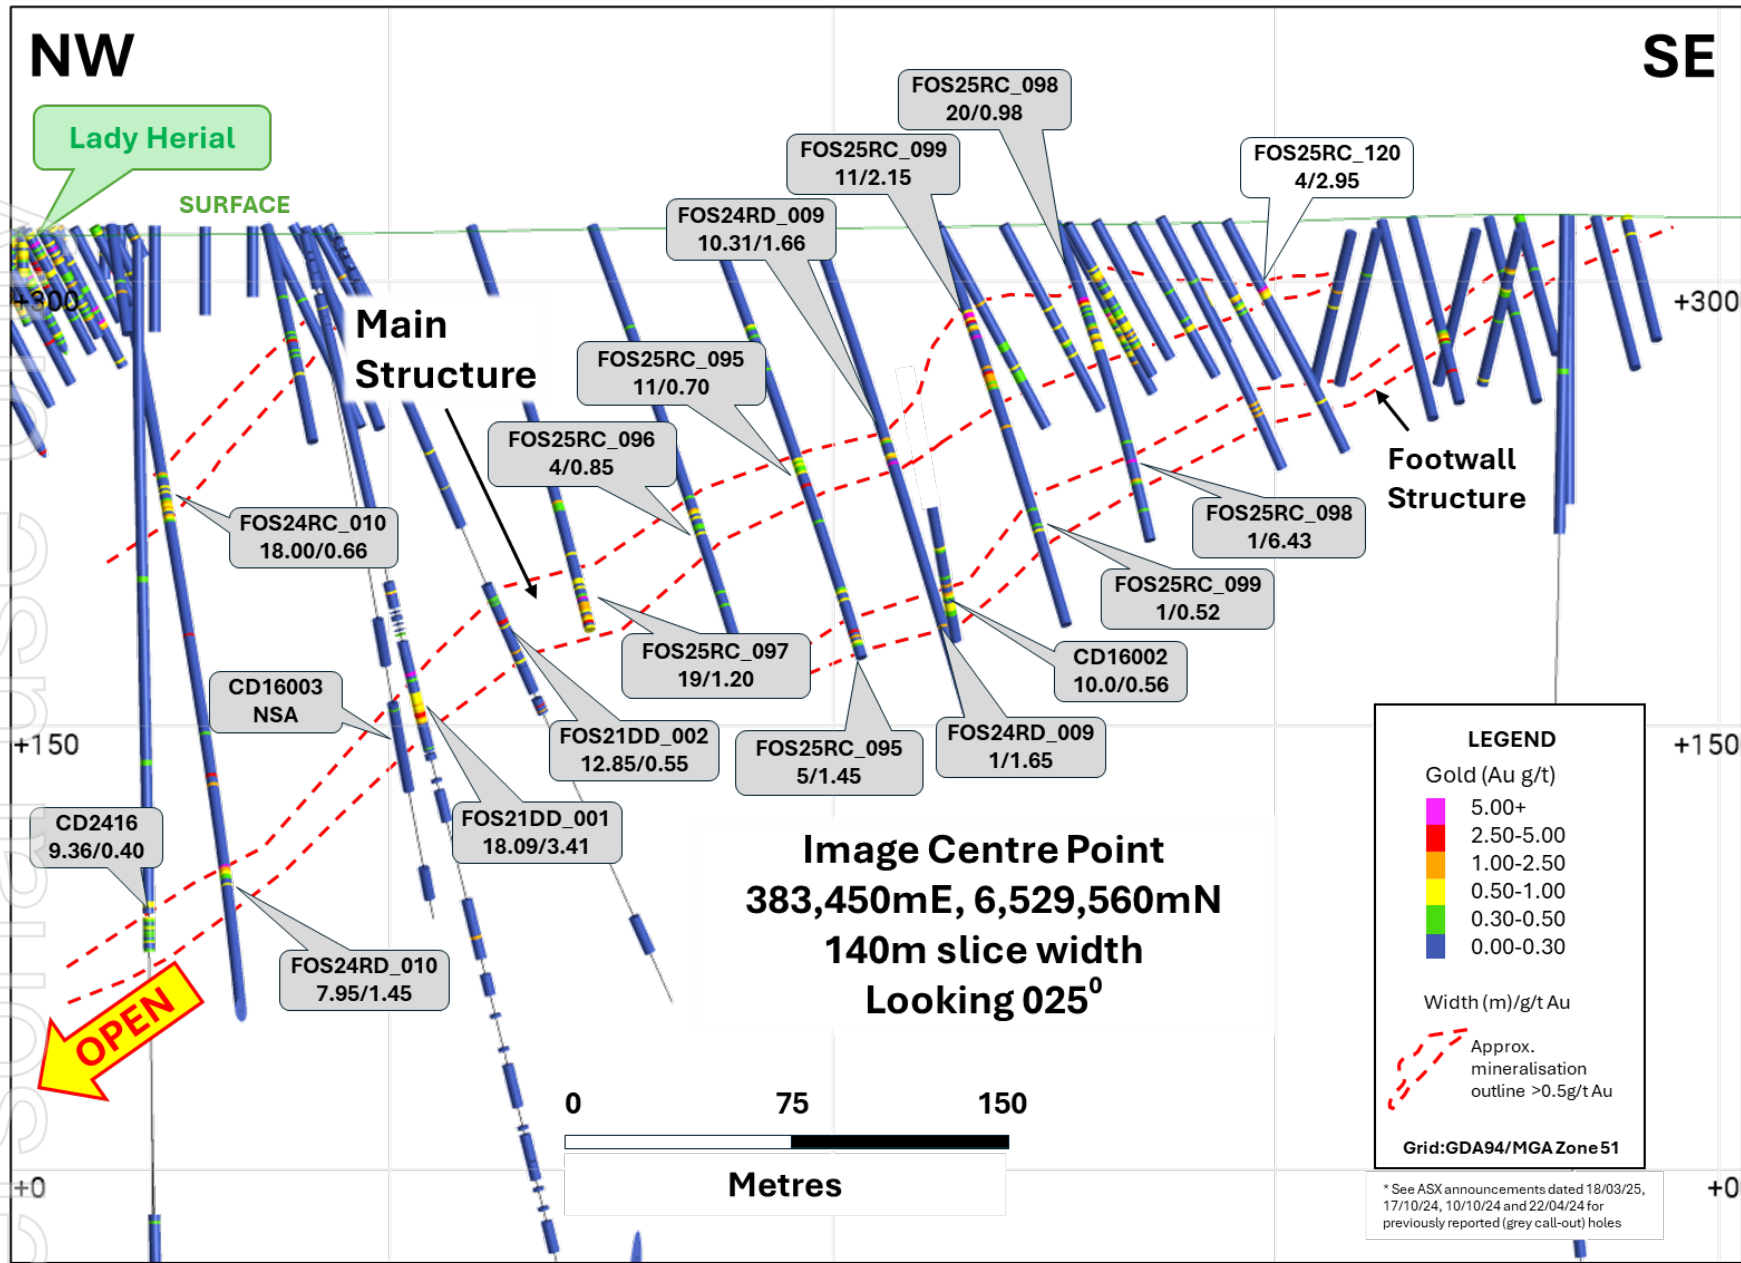 NW
SE
Lady Herial
SURFACE
FOS25RC_098
20/0.98
FOS25RC_099
11/2.15
FOS25RC_120
4/2.95
FOS24RD_009
10.31/1.66
+300
+300
Main
Structure
FOS25RC_095
11/0.70
FOS25RC_096
4/0.85
Footwall
Structure
FOS24RC_010
18.00/0.66
FOS25RC_098
1/6.43
FOS25RC_099
1/0.52
FOS25RC_097
19/1.20
CD16002
10.0/0.56
CD16003
NSA
FOS21DD_002
12.85/0.55
FOS25RC_095
5/1.45
FOS24RD_009
1/1.65
+150
+150
CD2416
9.36/0.40
FOS21DD_001
18.09/3.41
FOS24RD_010
7.95/1.45
OPEN
Image Centre Point
383,450mE, 6,529,560mN
140m slice width
Looking 025⁰
0 75 150
Metres
LEGEND
Gold (Au g/t)
5.00+
2.50-5.00
1.00-2.50
0.50-1.00
0.30-0.50
0.00-0.30
Width (m)/g/t Au
Approx.
mineralisation
outline >0.5g/t Au
Grid:GDA94/MGA Zone 51
+0
+0
* See ASX announcements dated 18/03/25,
17/10/24, 10/10/24 and 22/04/24 for
previously reported (grey call-out) holes